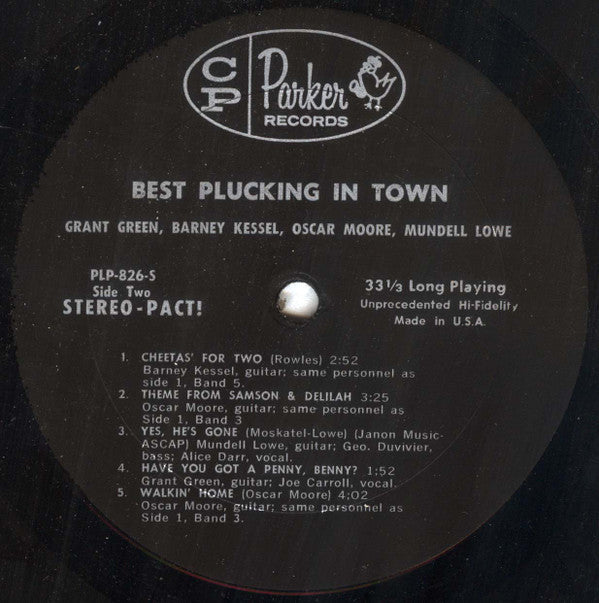 CP Parker
RECORDS
BEST PLUCKING IN TOWN
GRANT GREEN, BARNEY KESSEL, OSCAR MOORE, MUNDELL LOWE
PLP-826-S
Side Two
STEREO-PACT!
33 1/3 Long Playing
Unprecedented Hi-Fidelity
Made in U.S.A.
1. CHEETAS' FOR TWO (Rowles) 2:52
Barney Kessel, guitar; same personnel as
side 1, Band 5.
2. THEME FROM SAMSON & DELILAH 3:25
Oscar Moore, guitar; same personnel as
Side 1, Band 3
3. YES, HE'S GONE (Moskatel-Lowe) (Janon Music-
ASCAP) Mundell Lowe, guitar; Geo. Duvivier,
bass; Alice Darr, vocal.
4. HAVE YOU GOT A PENNY, BENNY? 1:52
Grant Green, guitar; Joe Carroll, vocal.
5. WALKIN' HOME (Oscar Moore) 4:02
Oscar Moore, guitar; same personnel as
Side 1, Band 3.